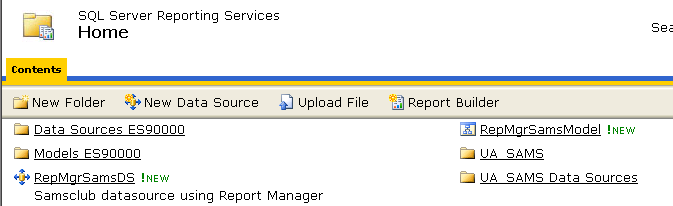 SQL Server Reporting Services
Home
Sea
Contents
New Folder New Data Source Upload File Report Builder
Data Sources ES90000 RepMgrSamsModel !NEW
Models ES90000 UA_SAMS
RepMgrSamsDS !NEW UA_SAMS Data Sources
Samsclub datasource using Report Manager